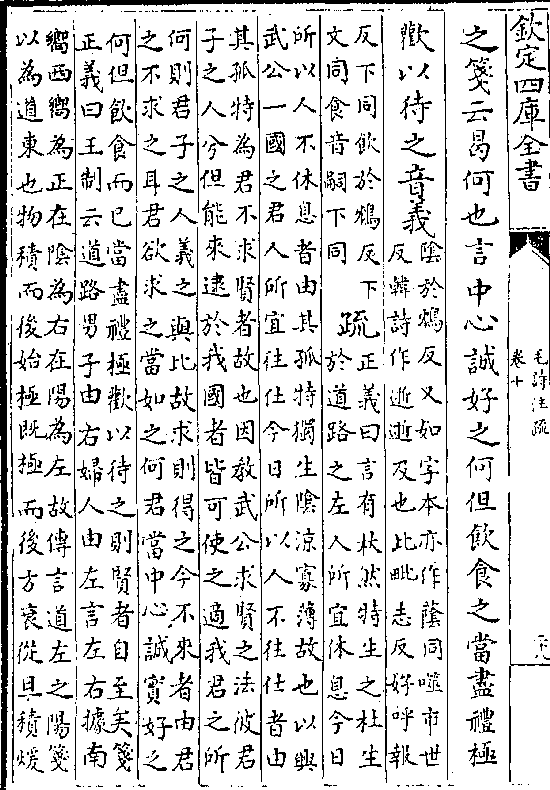 欽定四庫全書
毛詩注疏
卷十
之箋云曷何也言中心誠好之何但飲食之當盡禮極
歡以待之音義
陰於鴆反又如字本亦作蔭同噬市世
反韓詩作逝逝及也比毗志反好呼報
反下同飲於鴆反下
文同食音嗣下同
疏
正義曰言有杕然特生之杜生
於道路之左人所宜休息今日
所以人不休息者由其孤特獨生陰涼寡薄故也以興
武公一國之君人所宜往仕今日所以人不往仕者由
其孤特為君不求賢者故也因教武公求賢之法彼君
子之人兮但能來逮於我國者皆可使之適我君之所
何則君子之人義之與比故求則得之今不來者由君
之不求之耳君欲求之當如之何君當中心誠實好之
何但飲食而已當盡禮極歡以待之則賢者自至矣箋
正義曰王制云道路男子由右婦人由左言左右據南
嚮西嚮為正在陰為右在陽為左故傳言道左之陽箋
以為道東也物積而後始極既極而後方衰從旦積煖